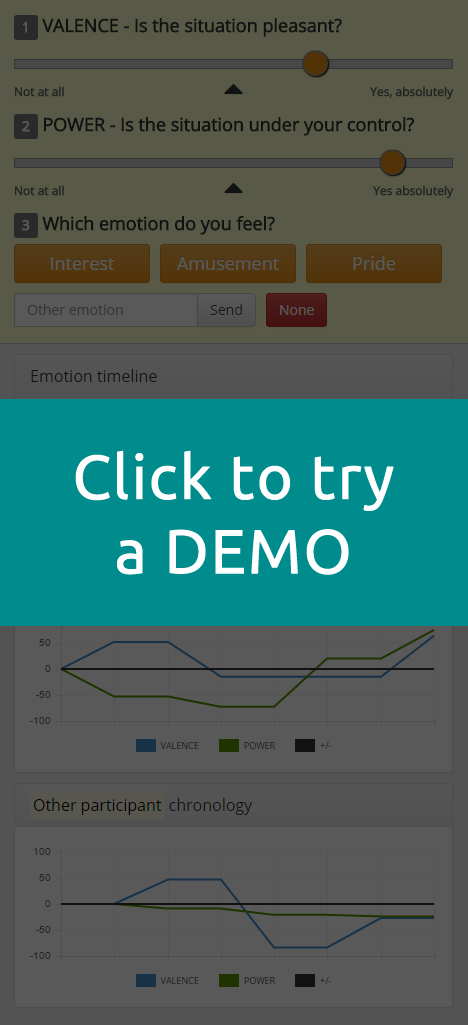 1 VALENCE - Is the situation pleasant?
Not at all Yes, absolutely
2 POWER - Is the situation under your control?
Not at all Yes absolutely
3 Which emotion do you feel?
Interest Amusement Pride
Other emotion Send None
Emotion timeline
Click to try
a DEMO
50
0
-50
-100
VALENCE POWER +/-
Other participant chronology
100
50
0
-50
-100
VALENCE POWER +/-